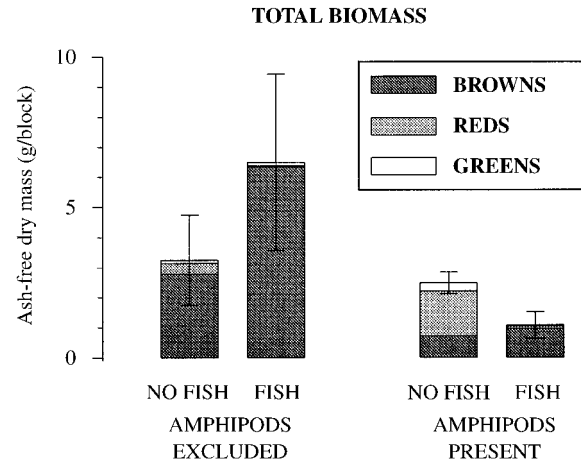 TOTAL BIOMASS
10
5
0
Ash-free dry mass (g/block)
BROWNS
REDS
GREENS
NO FISH FISH
AMPHIPODS
EXCLUDED
NO FISH FISH
AMPHIPODS
PRESENT